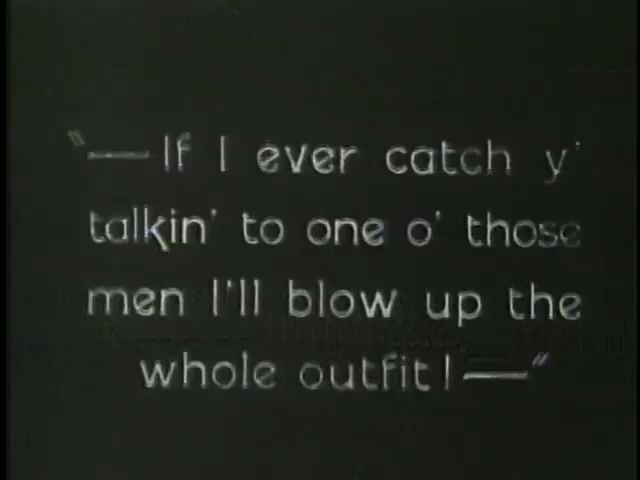 "—If I ever catch y'
talkin' to one o' those
men I'll blow up the
whole outfit!—"